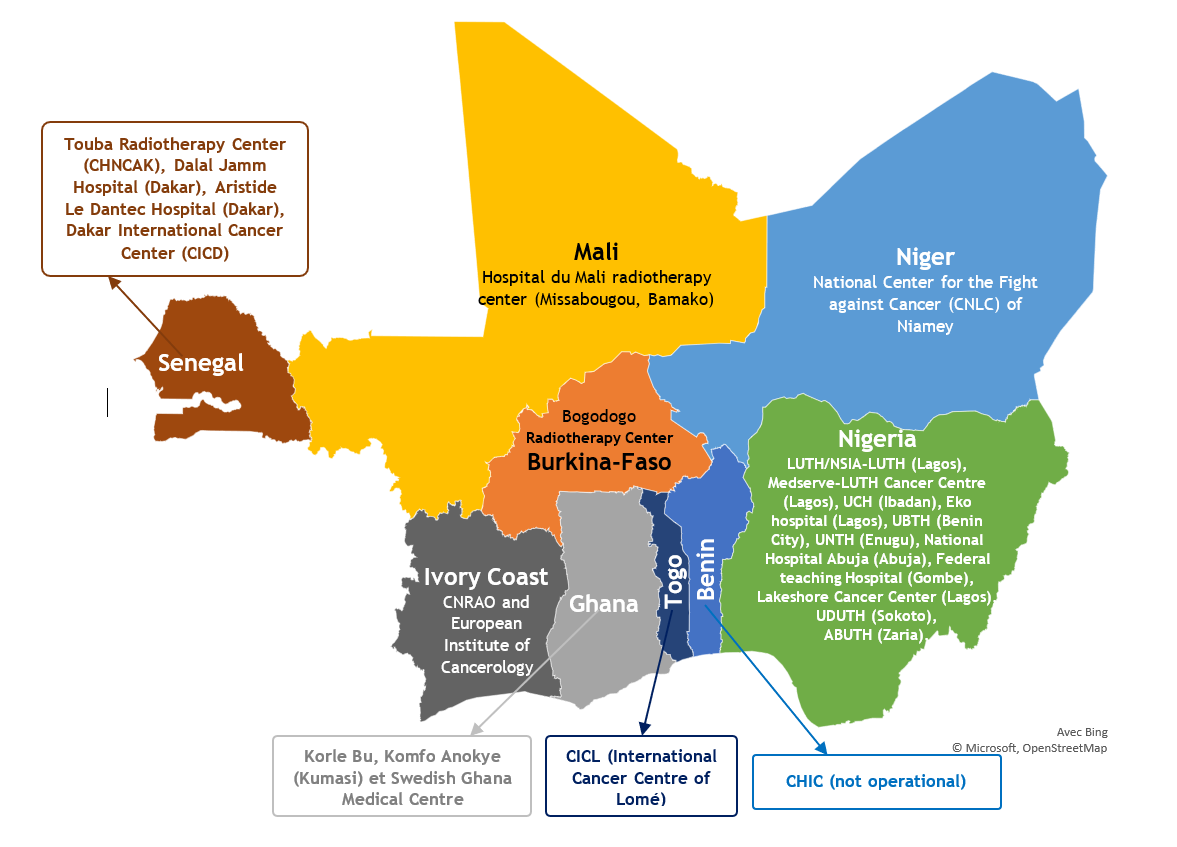 Touba Radiotherapy Center
(CHNCAK), Dalal Jamm
Hospital (Dakar), Aristide
Le Dantec Hospital (Dakar),
Dakar International Cancer
Center (CICD)
Senegal
Mali
Hospital du Mali radiotherapy
center (Missabougou, Bamako)
Niger
National Center for the Fight
against Cancer (CNLC) of
Niamey
Bogodogo
Radiotherapy Center
Burkina-Faso
Nigeria
LUTH/NSIA-LUTH (Lagos),
Medserve-LUTH Cancer Centre
(Lagos), UCH (Ibadan), Eko
hospital (Lagos), UBTH (Benin
City), UNTH (Enugu), National
Hospital Abuja (Abuja), Federal
teaching Hospital (Gombe),
Lakeshore Cancer Center (Lagos)
UDUTH (Sokoto),
ABUTH (Zaria),
Ivory Coast
CNRAO and
European
Institute of
Cancerology
Ghana
Togo
Benin
Korle Bu, Komfo Anokye
(Kumasi) et Swedish Ghana
Medical Centre
CICL (International
Cancer Centre of
Lomé)
CHIC (not operational)
Avec Bing
© Microsoft, OpenStreetMap